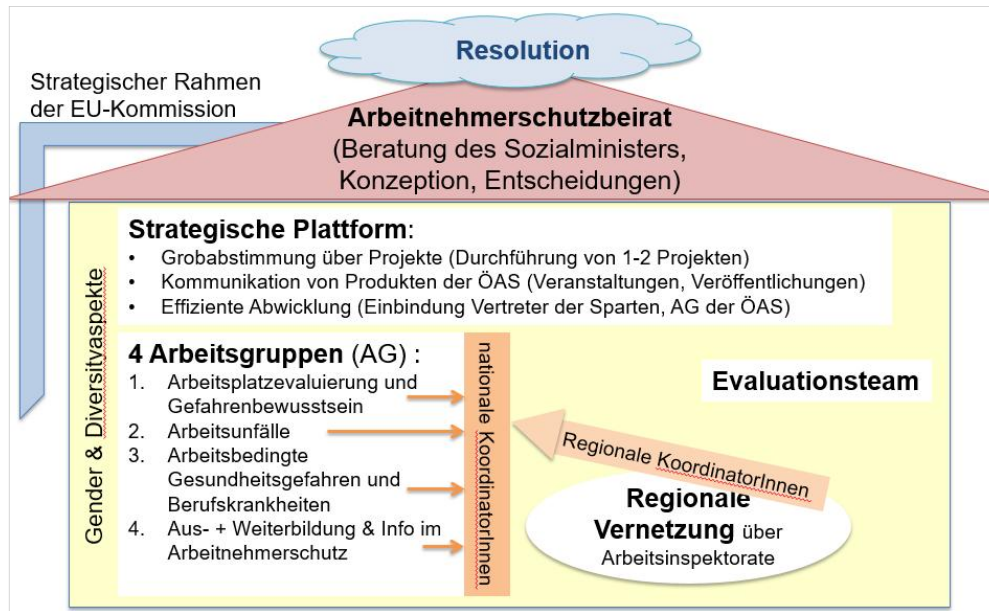 Resolution
Strategischer Rahmen
der EU-Kommission
Arbeitnehmerschutzbeirat
(Beratung des Sozialministers,
Konzeption, Entscheidungen)
Gender & Diversityaspekte
Strategische Plattform:
• Grobabstimmung über Projekte (Durchführung von 1-2 Projekten)
• Kommunikation von Produkten der ÖAS (Veranstaltungen, Veröffentlichungen)
• Effiziente Abwicklung (Einbindung Vertreter der Sparten, AG der ÖAS)
4 Arbeitsgruppen (AG) :
1. Arbeitsplatzevaluierung und
Gefahrenbewusstsein
2. Arbeitsunfälle
3. Arbeitsbedingte
Gesundheitsgefahren und
Berufskrankheiten
4. Aus- + Weiterbildung & Info im
Arbeitnehmerschutz
nationale KoordinatorInnen
Evaluationsteam
Regionale KoordinatorInnen
Regionale
Vernetzung über
Arbeitsinspektorate